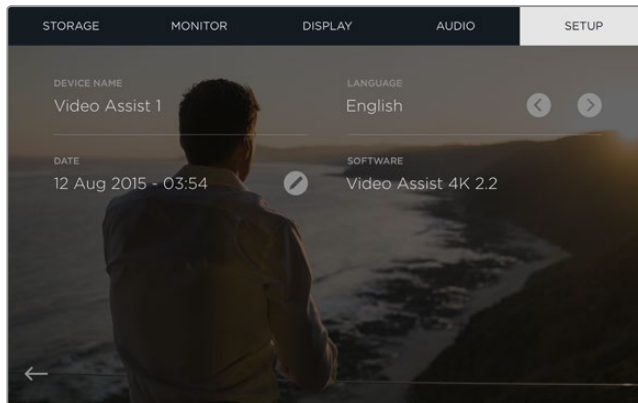 STORAGE MONITOR DISPLAY AUDIO SETUP
DEVICE NAME LANGUAGE
Video Assist 1 English
DATE SOFTWARE
12 Aug 2015 - 03:54 Video Assist 4K 2.2